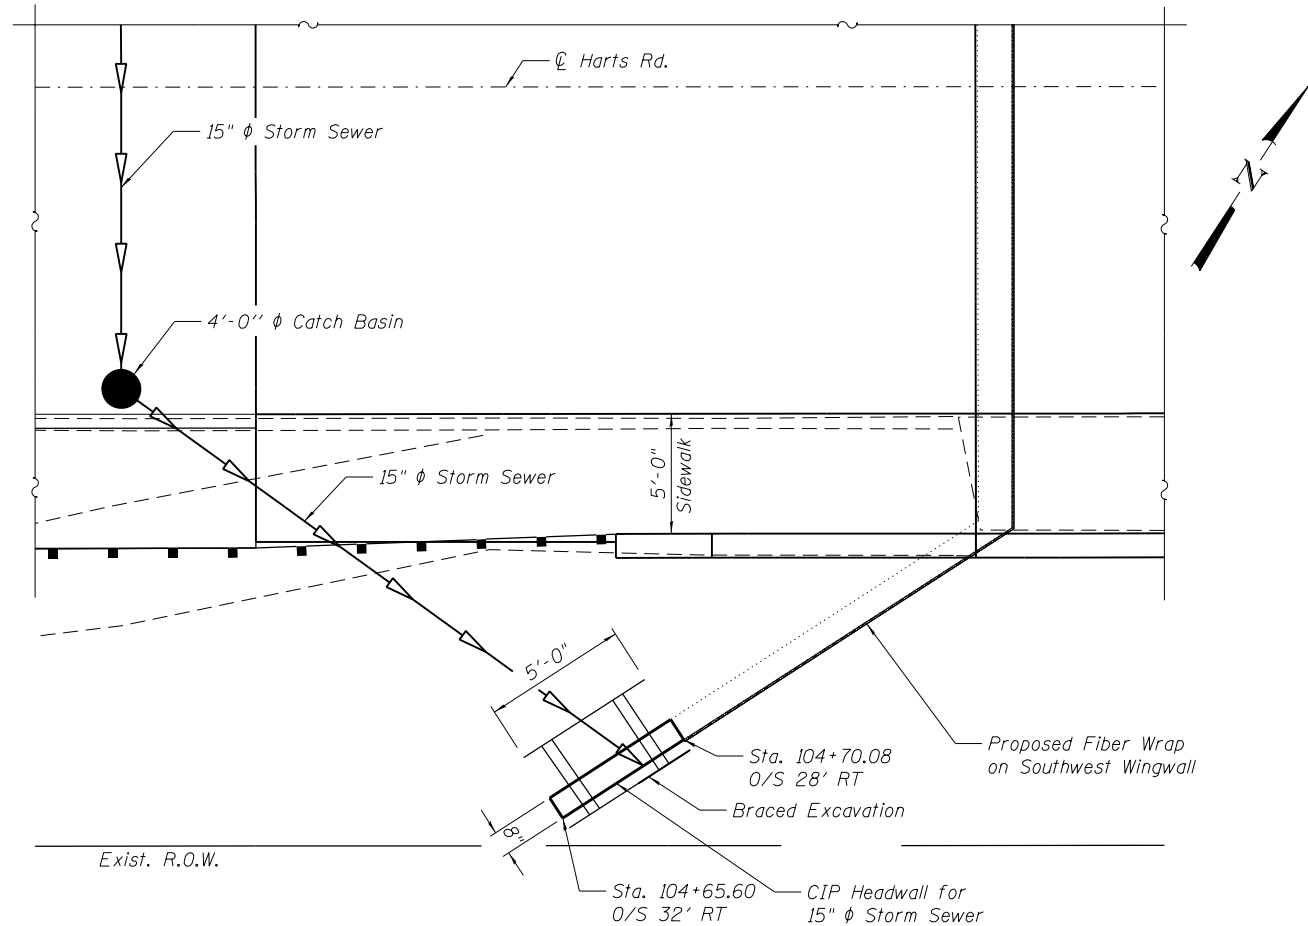 ℄ Harts Rd.
15" ϕ Storm Sewer
N
4'-0'' ϕ Catch Basin
15" ϕ Storm Sewer
5'-0"
Sidewalk
5'-0"
Proposed Fiber Wrap
on Southwest Wingwall
Sta. 104+70.08
O/S 28' RT
Braced Excavation
8"
Exist. R.O.W.
Sta. 104+65.60
O/S 32' RT
CIP Headwall for
15" ϕ Storm Sewer